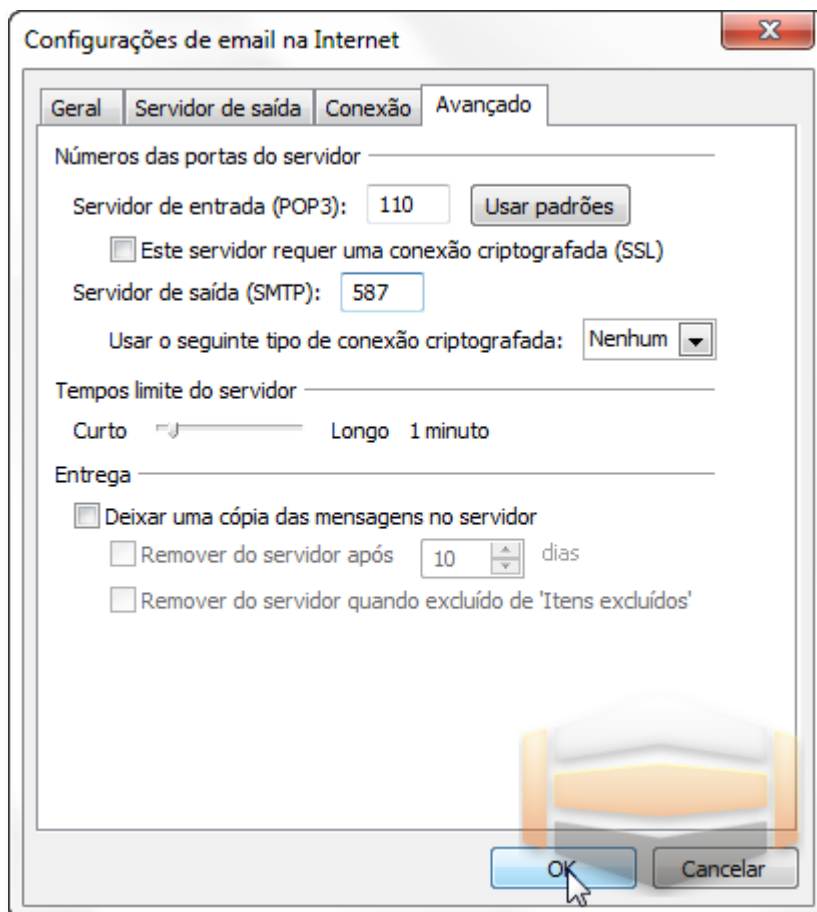 Configurações de email na Internet
Geral Servidor de saída Conexão Avançado
Números das portas do servidor
Servidor de entrada (POP3): 110 Usar padrões
Este servidor requer uma conexão criptografada (SSL)
Servidor de saída (SMTP): 587
Usar o seguinte tipo de conexão criptografada: Nenhum
Tempos limite do servidor
Curto Longo 1 minuto
Entrega
Deixar uma cópia das mensagens no servidor
Remover do servidor após 10 dias
Remover do servidor quando excluído de 'Itens excluídos'
OK Cancelar